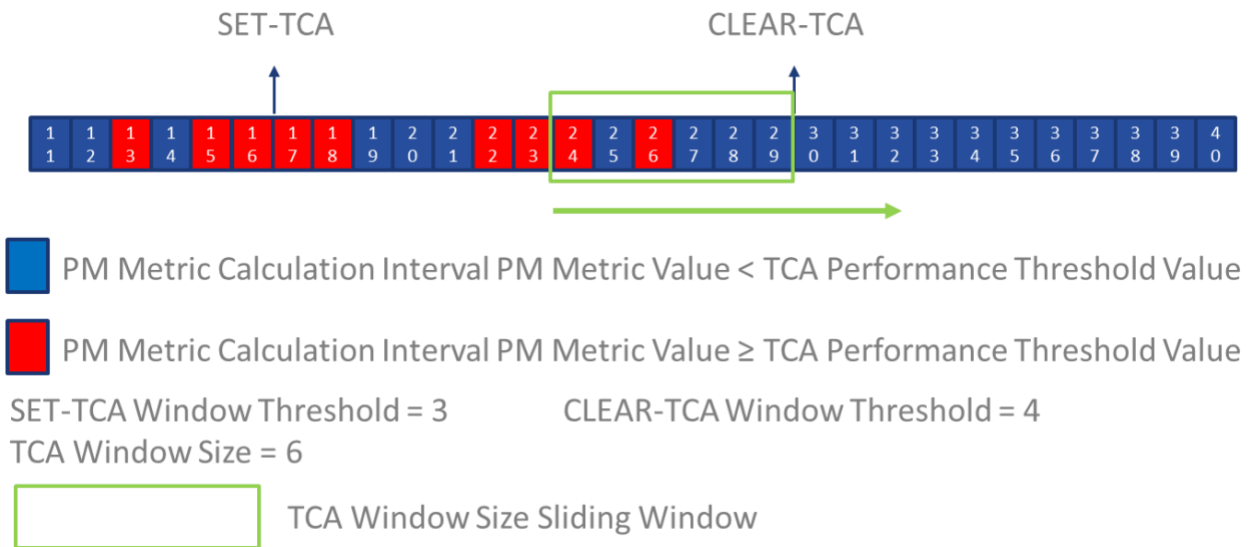 SET-TCA CLEAR-TCA
11 12 13 14 15 16 17 18 19 20 21 22 23 24 25 26 27 28 29 30 31 32 33 34 35 36 37 38 39 40
PM Metric Calculation Interval PM Metric Value < TCA Performance Threshold Value
PM Metric Calculation Interval PM Metric Value ≥ TCA Performance Threshold Value
SET-TCA Window Threshold = 3 CLEAR-TCA Window Threshold = 4
TCA Window Size = 6
TCA Window Size Sliding Window